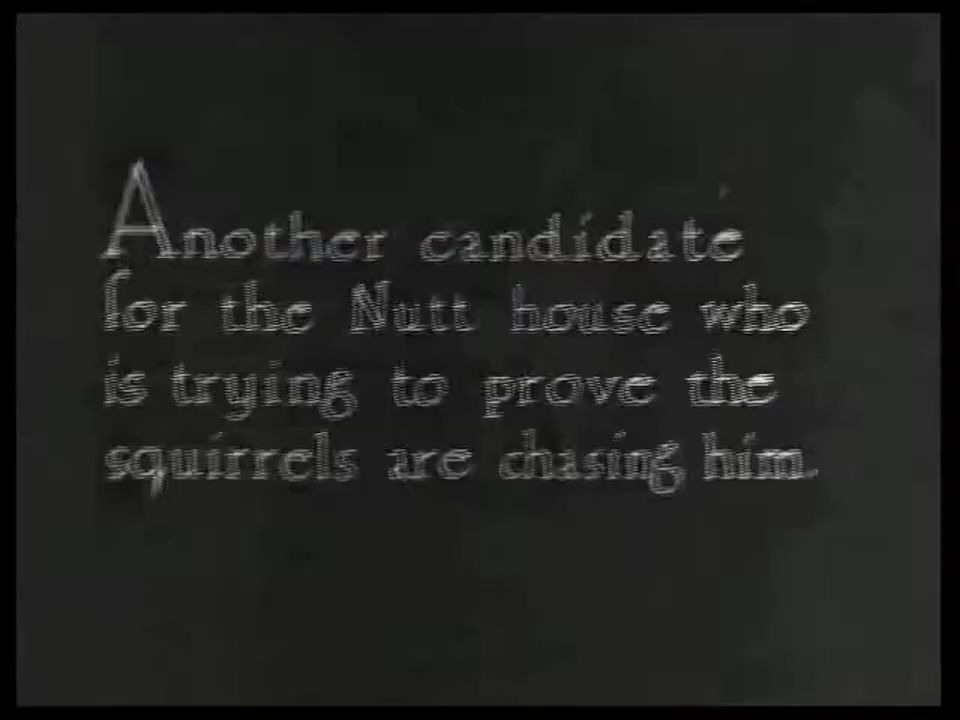 Another candidate
for the Nutt house who
is trying to prove the
squirrels are chasing him.